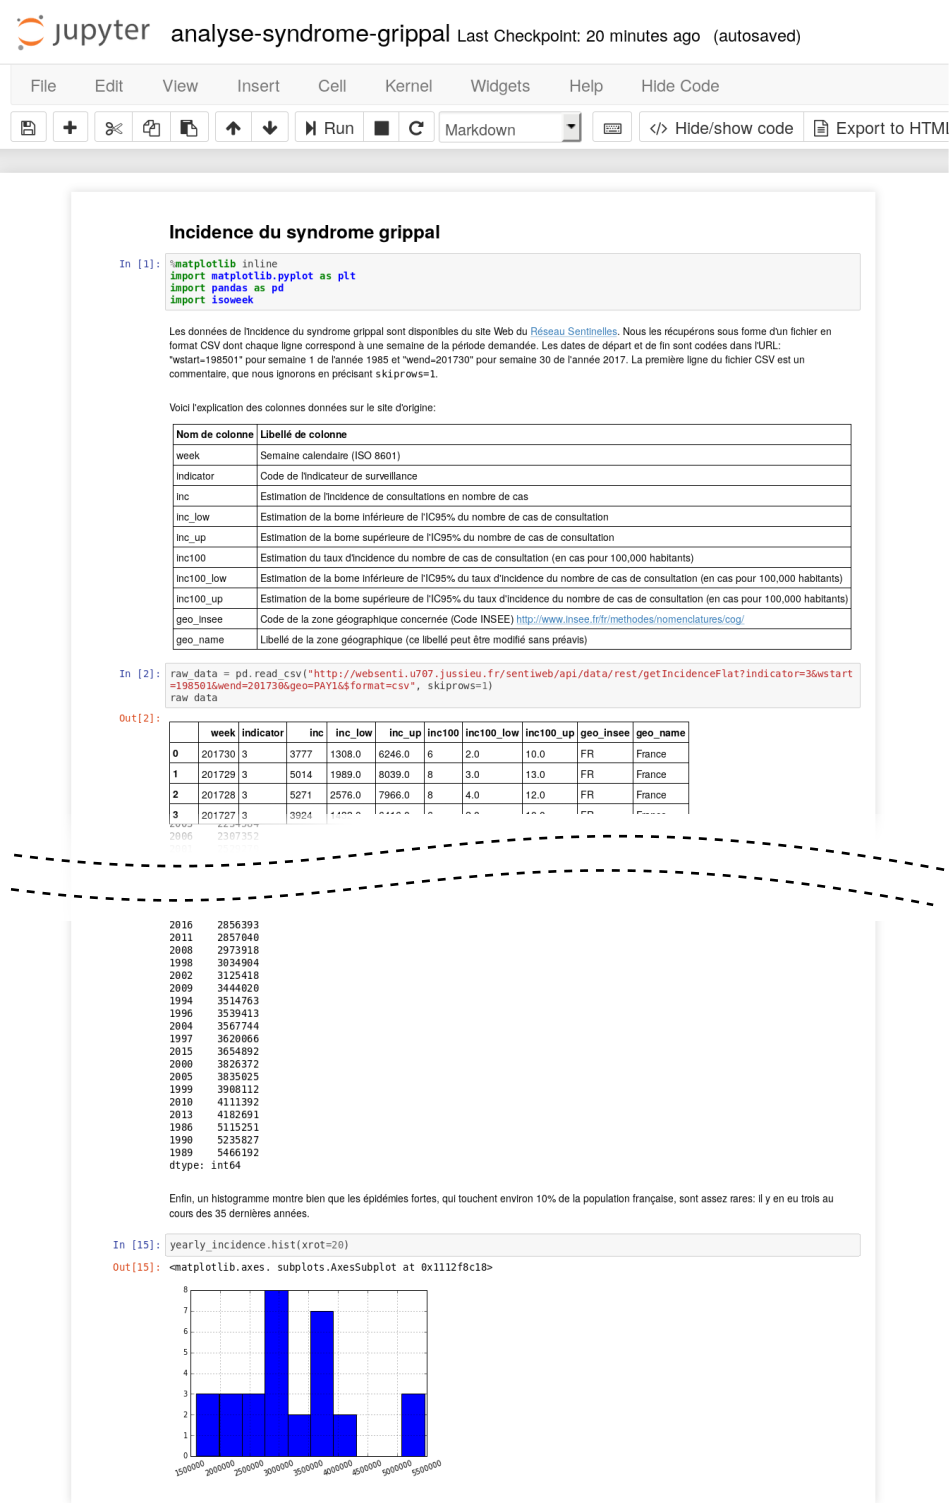 jupyter analyse-syndrome-grippal Last Checkpoint: 20 minutes ago (autosaved)
File Edit View Insert Cell Kernel Widgets Help Hide Code
Run Markdown </> Hide/show code Export to HTML
Incidence du syndrome grippal
In [1]: %matplotlib inline
import matplotlib.pyplot as plt
import pandas as pd
import isoweek
Les données de l'incidence du syndrome grippal sont disponibles du site Web du Réseau Sentinelles. Nous les récupérons sous forme d'un fichier en
format CSV dont chaque ligne correspond à une semaine de la période demandée. Les dates de départ et de fin sont codées dans l'URL:
"wstart=198501" pour semaine 1 de l'année 1985 et "wend=201730" pour semaine 30 de l'année 2017. La première ligne du fichier CSV est un
commentaire, que nous ignorons en précisant skiprows=1.
Voici l'explication des colonnes données sur le site d'origine:
Nom de colonne Libellé de colonne
week Semaine calendaire (ISO 8601)
indicator Code de l'indicateur de surveillance
inc Estimation de l'incidence de consultations en nombre de cas
inc_low Estimation de la borne inférieure de l'IC95% du nombre de cas de consultation
inc_up Estimation de la borne supérieure de l'IC95% du nombre de cas de consultation
inc100 Estimation du taux d'incidence du nombre de cas de consultation (en cas pour 100,000 habitants)
inc100_low Estimation de la borne inférieure de l'IC95% du taux d'incidence du nombre de cas de consultation (en cas pour 100,000 habitants)
inc100_up Estimation de la borne supérieure de l'IC95% du taux d'incidence du nombre de cas de consultation (en cas pour 100,000 habitants)
geo_insee Code de la zone géographique concernée (Code INSEE) http://www.insee.fr/fr/methodes/nomenclatures/cog/
geo_name Libellé de la zone géographique (ce libellé peut être modifié sans préavis)
In [2]: raw_data = pd.read_csv("http://websenti.u707.jussieu.fr/sentiweb/api/data/rest/getIncidenceFlat?indicator=3&wstart
=198501&wend=201730&geo=PAY1&$format=csv", skiprows=1)
raw data
Out[2]:
week indicator inc inc_low inc_up inc100 inc100_low inc100_up geo_insee geo_name
0 201730 3 3777 1308.0 6246.0 6 2.0 10.0 FR France
1 201729 3 5014 1989.0 8039.0 8 3.0 13.0 FR France
2 201728 3 5271 2576.0 7966.0 8 4.0 12.0 FR France
3 201727 3 3924
2006 2307352
2016 2856393
2011 2857040
2008 2973918
1998 3034904
2002 3125418
2009 3444020
1994 3514763
1996 3539413
2004 3567744
1997 3620066
2015 3654892
2000 3826372
2005 3835025
1999 3908112
2010 4111392
2013 4182691
1986 5115251
1990 5235827
1989 5466192
dtype: int64
Enfin, un histogramme montre bien que les épidémies fortes, qui touchent environ 10% de la population française, sont assez rares: il y en eu trois au
cours des 35 dernières années.
In [15]: yearly_incidence.hist(xrot=20)
Out[15]: <matplotlib.axes. subplots.AxesSubplot at 0x1112f8c18>
8
7
6
5
4
3
2
1
0
1500000 2000000 2500000 3000000 3500000 4000000 4500000 5000000 5500000